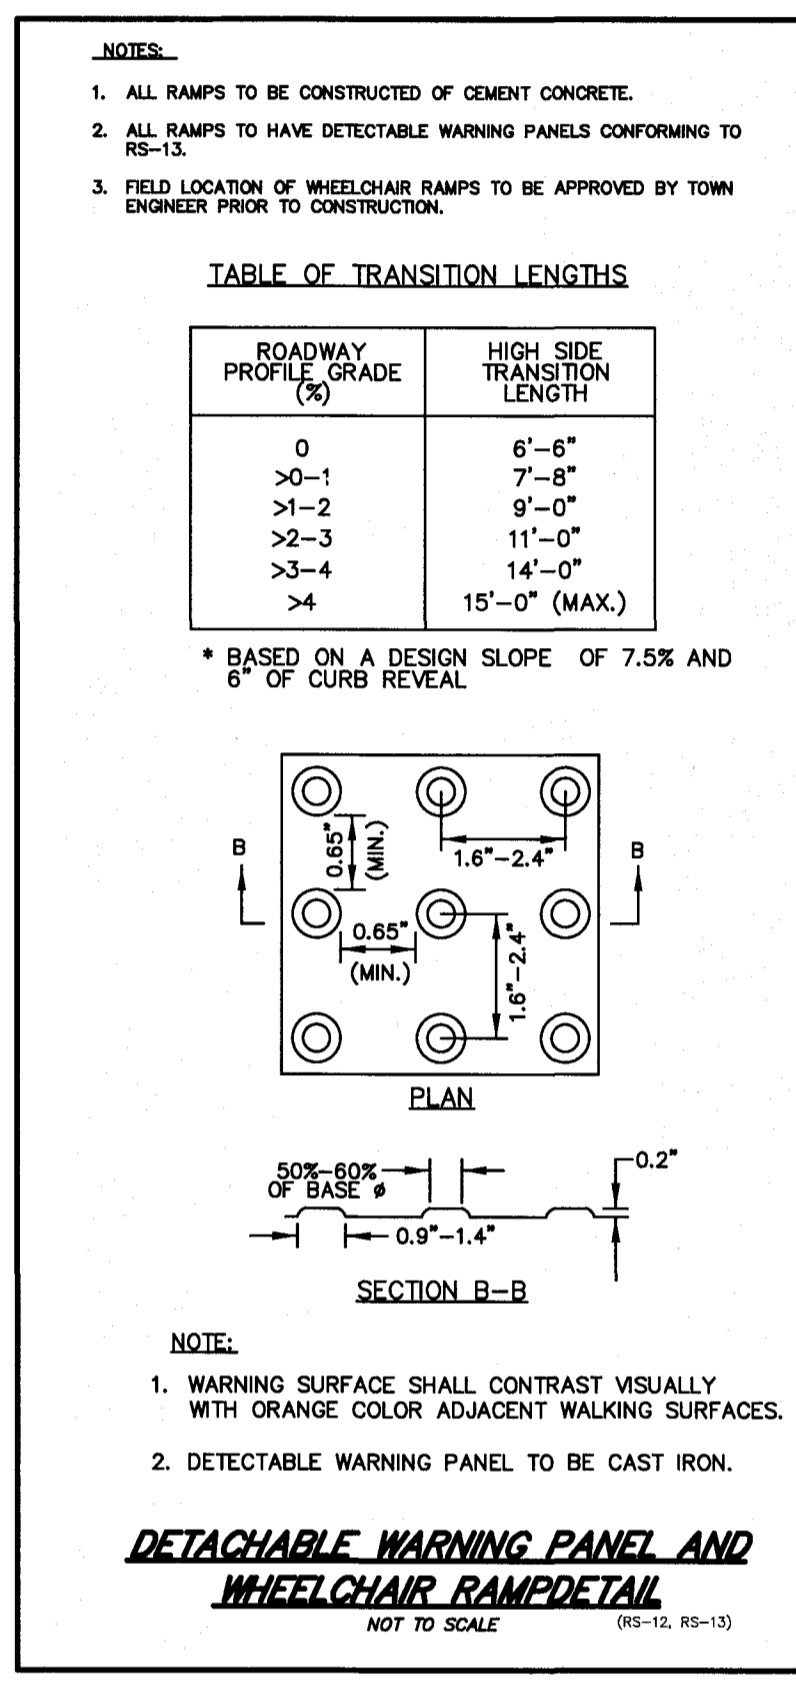 NOTES:
1. ALL RAMPS TO BE CONSTRUCTED OF CEMENT CONCRETE.
2. ALL RAMPS TO HAVE DETECTABLE WARNING PANELS CONFORMING TO
RS-13.
3. FIELD LOCATION OF WHEELCHAIR RAMPS TO BE APPROVED BY TOWN
ENGINEER PRIOR TO CONSTRUCTION.
TABLE OF TRANSITION LENGTHS
ROADWAY
PROFILE GRADE
(%)
HIGH SIDE
TRANSITION
LENGTH
0 6'-6"
>0-1 7'-8"
>1-2 9'-0"
>2-3 11'-0"
>3-4 14'-0"
>4 15'-0" (MAX.)
* BASED ON A DESIGN SLOPE OF 7.5% AND
6" OF CURB REVEAL
B
0.65"
(MIN.)
1.6"-2.4"
B
0.65"
(MIN.)
1.6"-2.4"
PLAN
50%-60%
OF BASE ø
0.2"
0.9"-1.4"
SECTION B-B
NOTE:
1. WARNING SURFACE SHALL CONTRAST VISUALLY
WITH ORANGE COLOR ADJACENT WALKING SURFACES.
2. DETECTABLE WARNING PANEL TO BE CAST IRON.
DETACHABLE WARNING PANEL AND
WHEELCHAIR RAMPDETAIL
NOT TO SCALE (RS-12, RS-13)